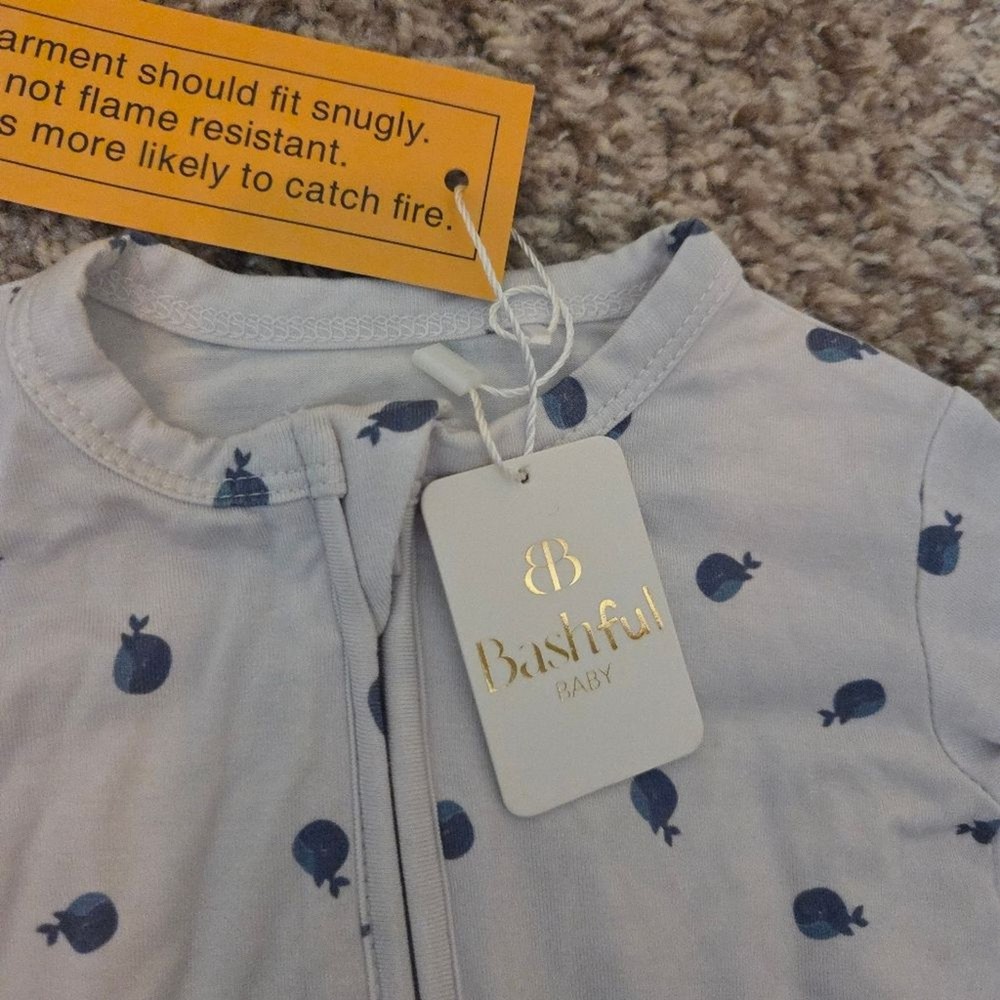 arment should fit snugly.
not flame resistant.
s more likely to catch fire.
BB
Bashful
BABY